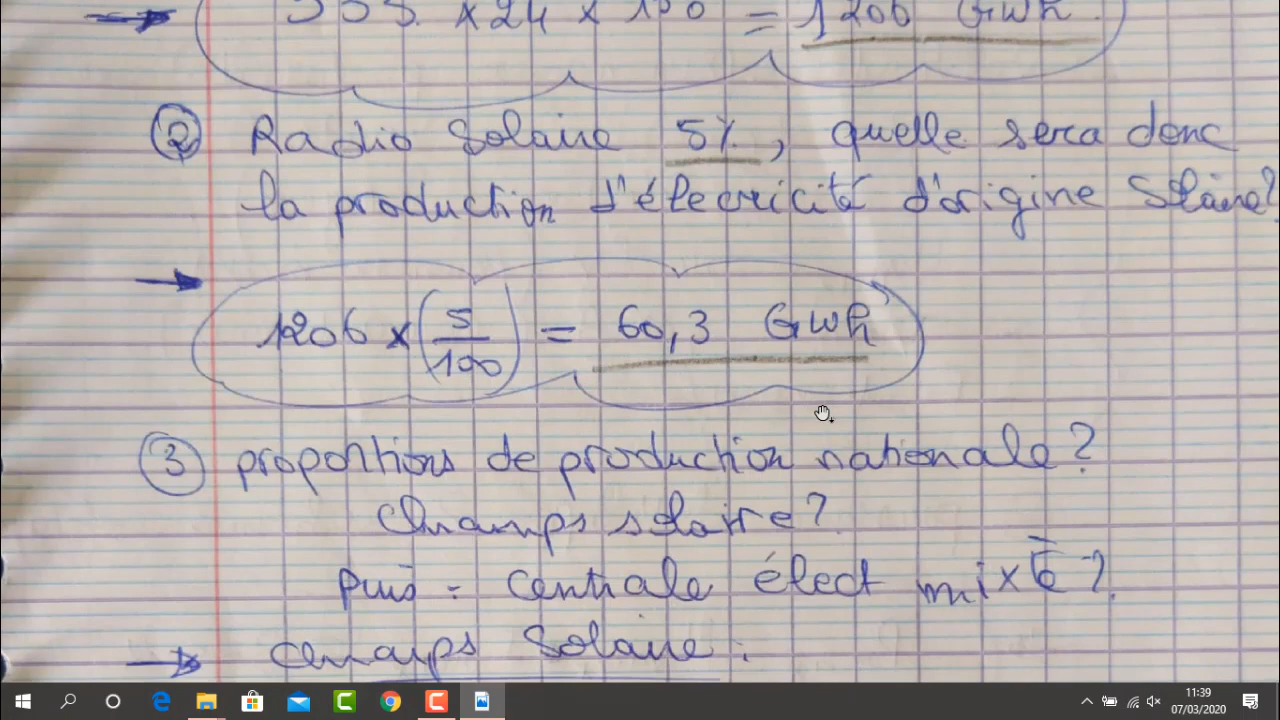 × 24 × = 1206 GWh
② Radio Solaire 5%, quelle sera donc
la production d'électricité d'origine Solaire?
1206 × (5/100) = 60,3 GWh
③ proportions de production nationale?
Champs solaire?
puis = centrale élect mixte?
champs Solaire :
11:39
07/03/2020